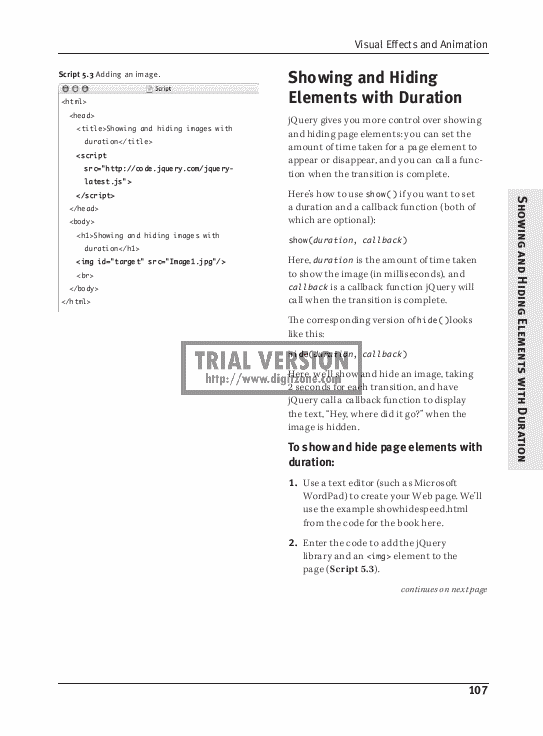 Visual Effects and Animation
Script 5.3 Adding an image.
Script
<html>
<head>
<title>Showing and hiding images with
duration</title>
<script
src="http://code.jquery.com/jquery-
latest.js">
</script>
</head>
<body>
<h1>Showing and hiding images with
duration</h1>
<img id="target" src="Image1.jpg"/>
<br>
</body>
</html>
Showing and Hiding
Elements with Duration
jQuery gives you more control over showing
and hiding page elements: you can set the
amount of time taken for a page element to
appear or disappear, and you can call a func-
tion when the transition is complete.
Here's how to use show() if you want to set
a duration and a callback function (both of
which are optional):
show(duration, callback)
Here, duration is the amount of time taken
to show the image (in milliseconds), and
callback is a callback function jQuery will
call when the transition is complete.
The corresponding version of hide() looks
like this:
hide(duration, callback)
Here, we'll show and hide an image, taking
2 seconds for each transition, and have
jQuery call a callback function to display
the text, "Hey, where did it go?" when the
image is hidden.
To show and hide page elements with
duration:
1. Use a text editor (such as Microsoft
WordPad) to create your Web page. We'll
use the example showhidespeed.html
from the code for the book here.
2. Enter the code to add the jQuery
library and an <img> element to the
page (Script 5.3).
continues on next page
TRIAL VERSION
http://www.digitzone.com
Showing and Hiding Elements with Duration
107